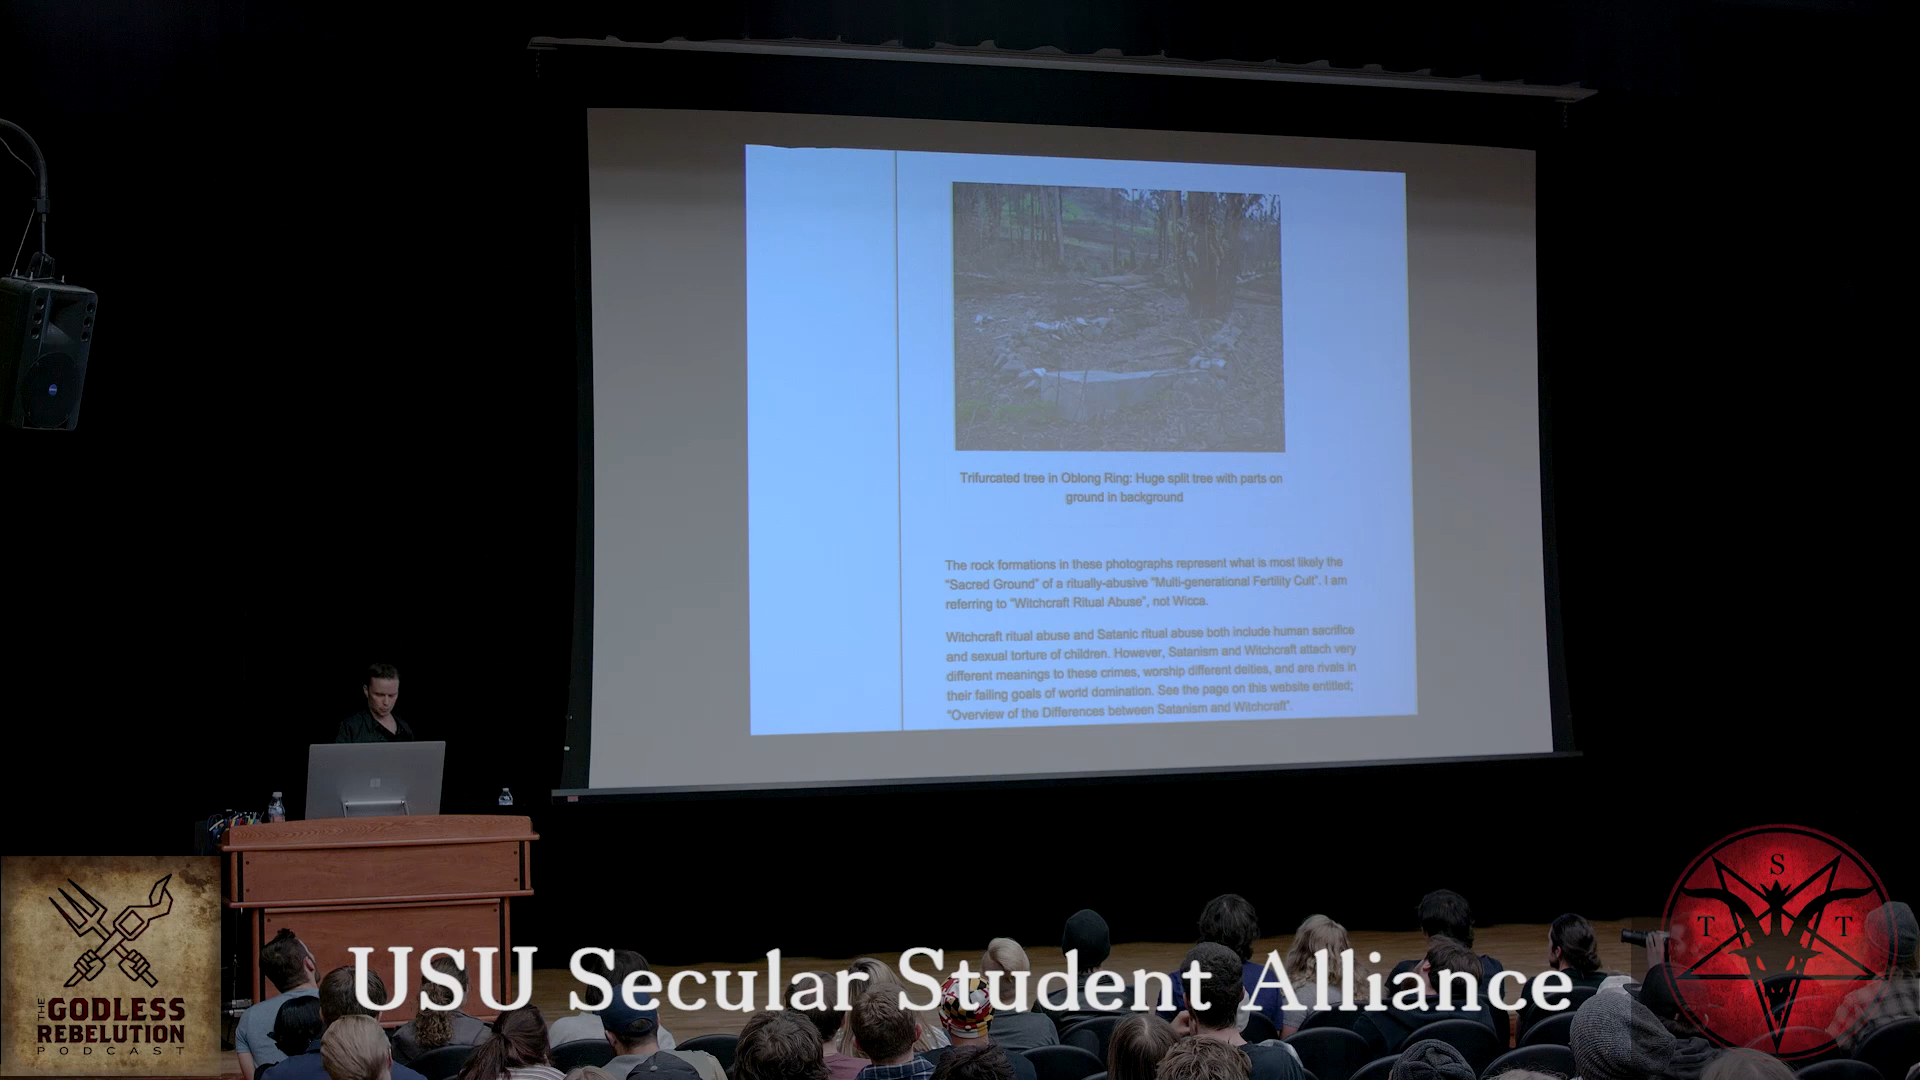 Trifurcated tree in Oblong Ring: Huge split tree with parts on
ground in background
The rock formations in these photographs represent what is most likely the
"Sacred Ground" of a ritually-abusive "Multi-generational Fertility Cult". I am
referring to "Witchcraft Ritual Abuse", not Wicca.
Witchcraft ritual abuse and Satanic ritual abuse both include human sacrifice
and sexual torture of children. However, Satanism and Witchcraft attach very
different meanings to these crimes, worship different deities, and are rivals in
their failing goals of world domination. See the page on this website entitled;
"Overview of the Differences between Satanism and Witchcraft".
THE
GODLESS
REBELUTION
PODCAST
USU Secular Student Alliance
S
T T